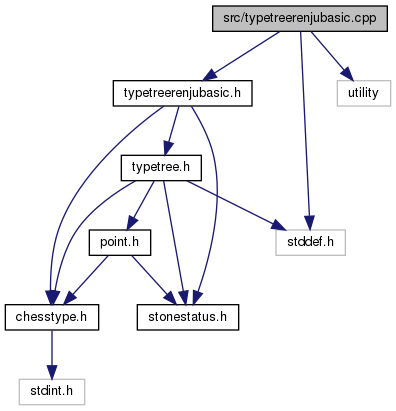 src/typetreerenjubasic.cpp
typetreerenjubasic.h
utility
typetree.h
point.h
stddef.h
chesstype.h
stonestatus.h
stdint.h